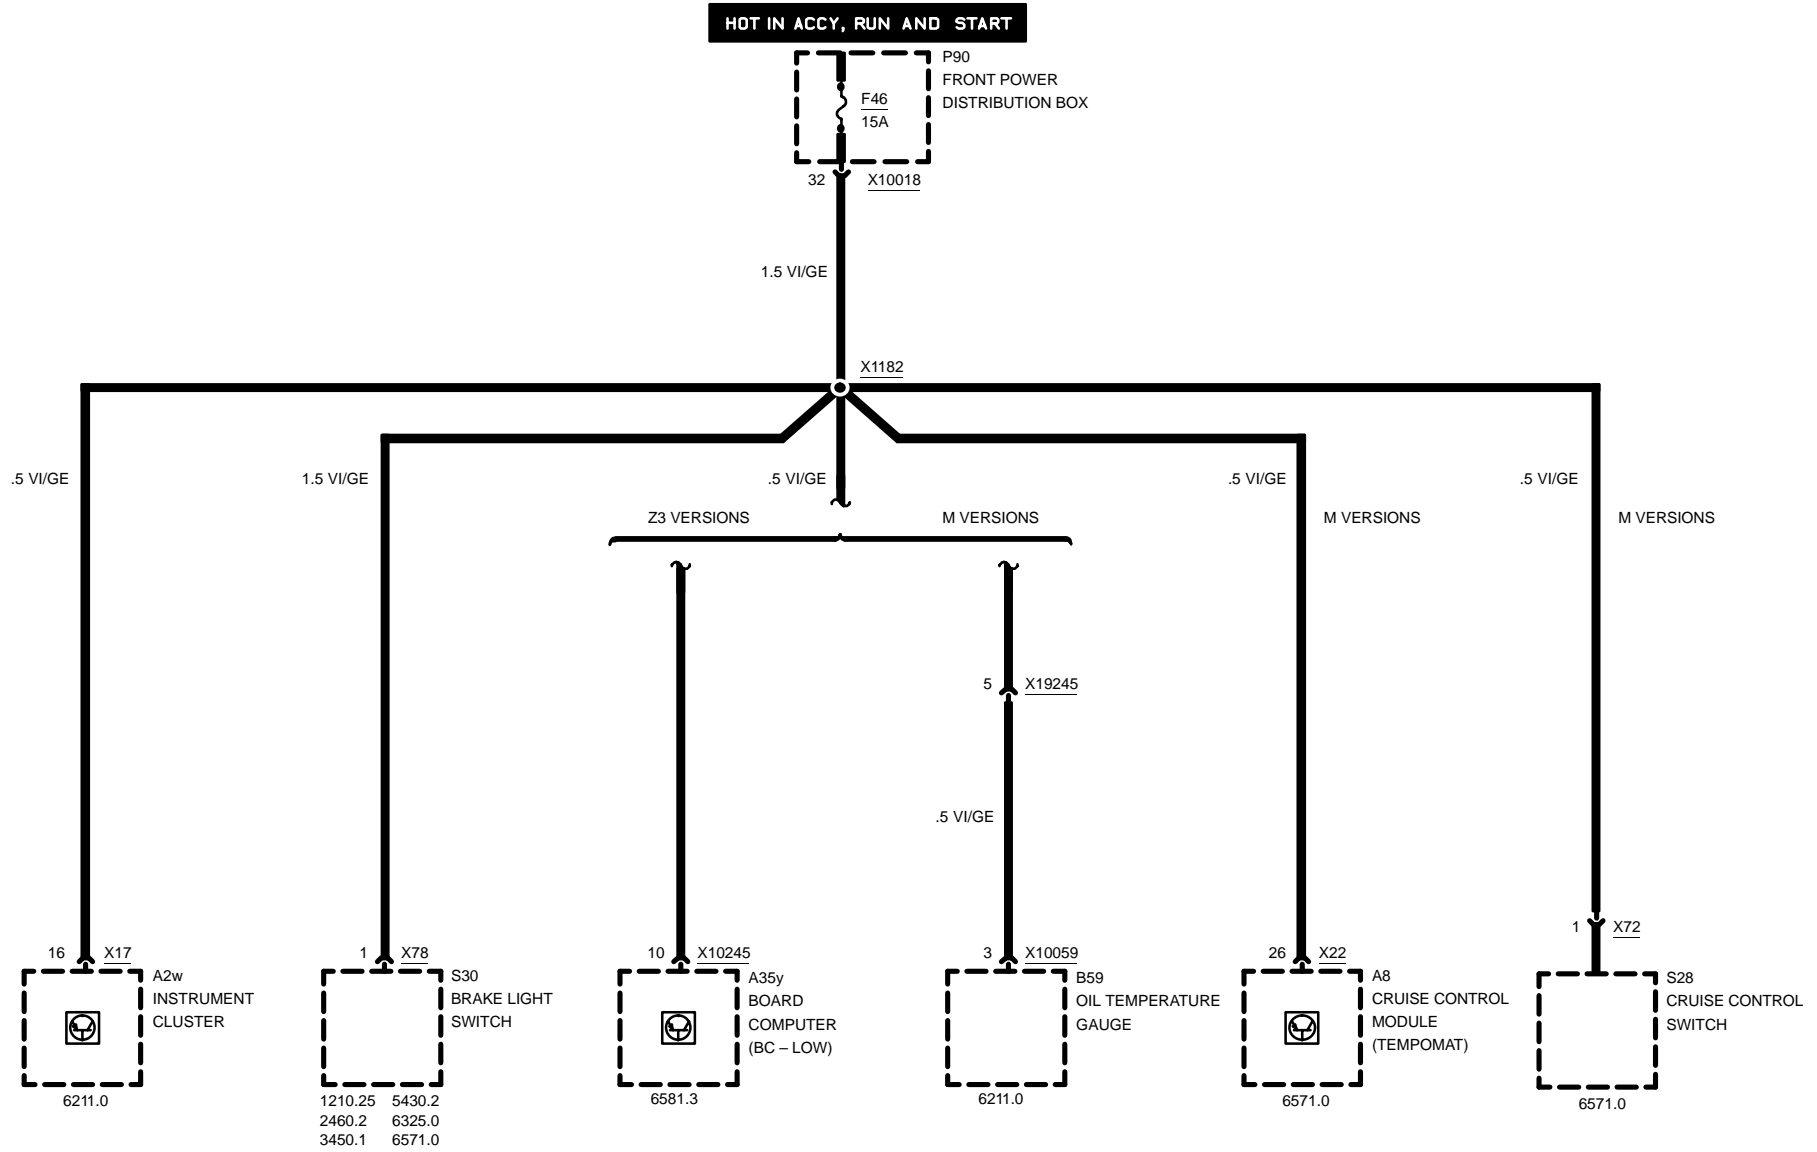 HOT IN ACCY, RUN AND START
P90
FRONT POWER
DISTRIBUTION BOX
F46
15A
32 X10018
1.5 VI/GE
X1182
.5 VI/GE
1.5 VI/GE
.5 VI/GE
.5 VI/GE
.5 VI/GE
Z3 VERSIONS
M VERSIONS
M VERSIONS
M VERSIONS
5 X19245
.5 VI/GE
16 X17
A2w
INSTRUMENT
CLUSTER
6211.0
1 X78
S30
BRAKE LIGHT
SWITCH
1210.25 5430.2
2460.2 6325.0
3450.1 6571.0
10 X10245
A35y
BOARD
COMPUTER
(BC – LOW)
6581.3
3 X10059
B59
OIL TEMPERATURE
GAUGE
6211.0
26 X22
A8
CRUISE CONTROL
MODULE
(TEMPOMAT)
6571.0
1 X72
S28
CRUISE CONTROL
SWITCH
6571.0